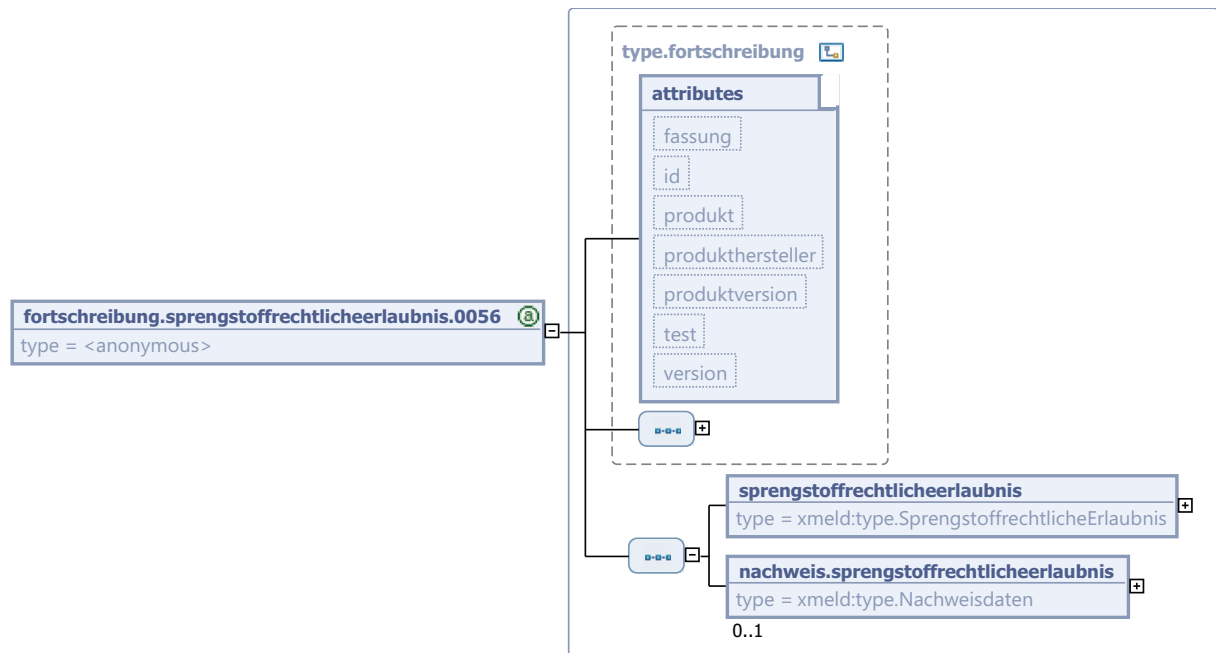 type.fortschreibung
attributes
fassung
id
produkt
produkthersteller
produktversion
test
version
fortschreibung.sprengstoffrechtlicheerlaubnis.0056
type = <anonymous>
sprengstoffrechtlicheerlaubnis
type = xmeld:type.SprengstoffrechtlicheErlaubnis
nachweis.sprengstoffrechtlicheerlaubnis
type = xmeld:type.Nachweisdaten
0..1